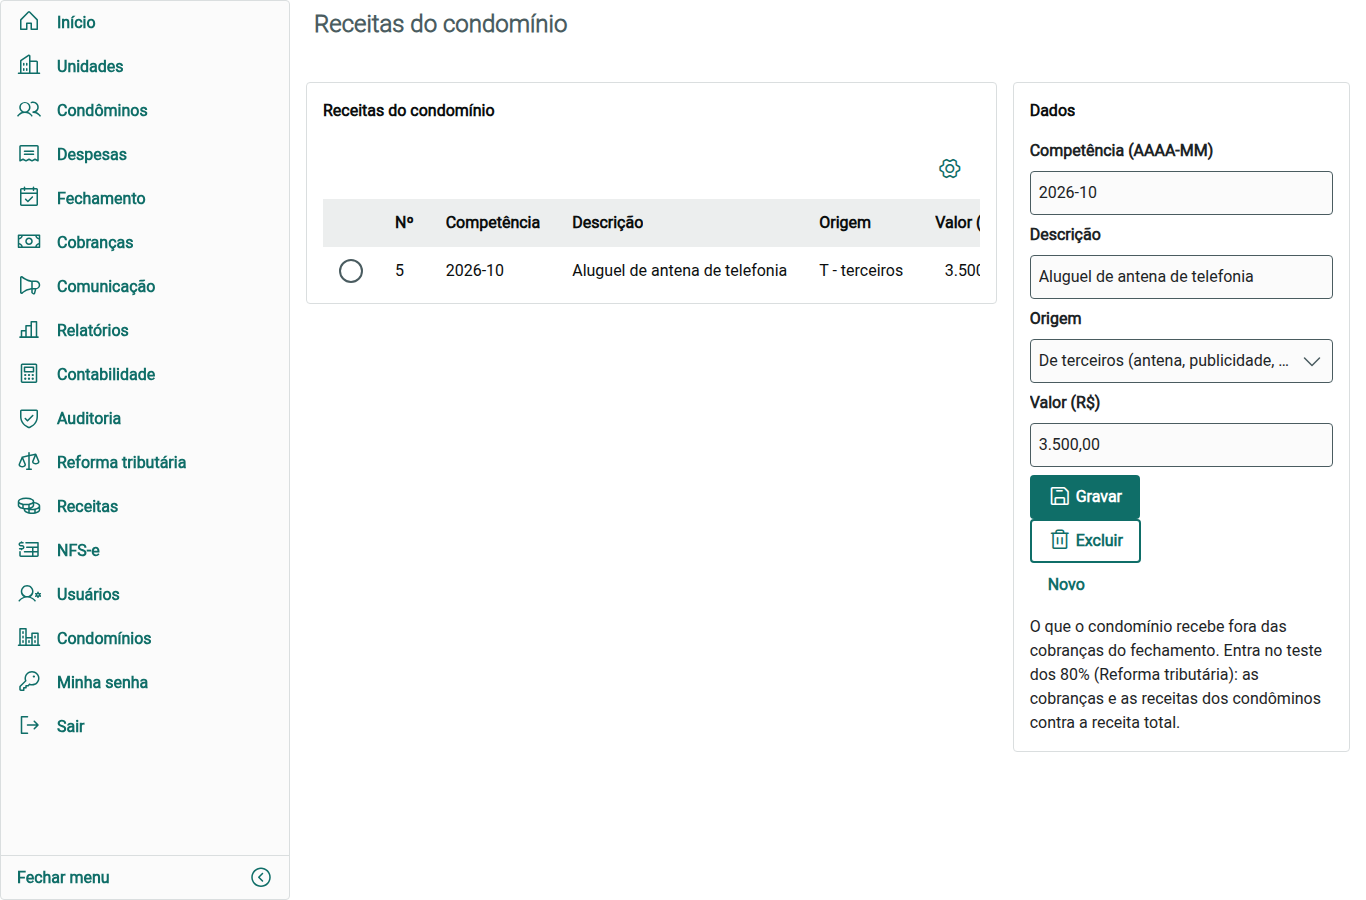 Início
Unidades
Condôminos
Despesas
Fechamento
Cobranças
Comunicação
Relatórios
Contabilidade
Auditoria
Reforma tributária
Receitas
NFS-e
Usuários
Condomínios
Minha senha
Sair
Fechar menu
Receitas do condomínio
Receitas do condomínio
Nº Competência Descrição Origem Valor (
5 2026-10 Aluguel de antena de telefonia T - terceiros 3.500
Dados
Competência (AAAA-MM)
2026-10
Descrição
Aluguel de antena de telefonia
Origem
De terceiros (antena, publicidade, ...
Valor (R$)
3.500,00
Gravar
Excluir
Novo
O que o condomínio recebe fora das
cobranças do fechamento. Entra no teste
dos 80% (Reforma tributária): as
cobranças e as receitas dos condôminos
contra a receita total.